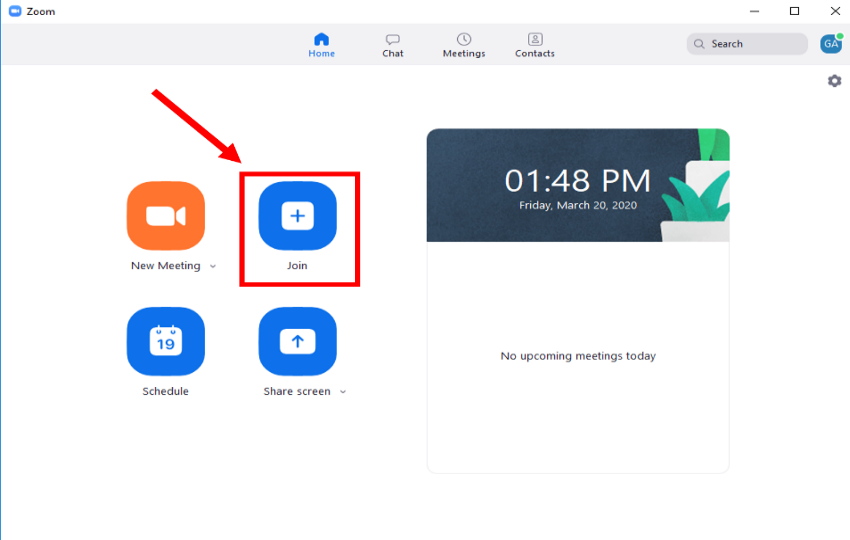 Zoom
Home
Chat
Meetings
Contacts
Search
GA
01:48 PM
Friday, March 20, 2020
New Meeting
Join
19
Schedule
Share screen
No upcoming meetings today